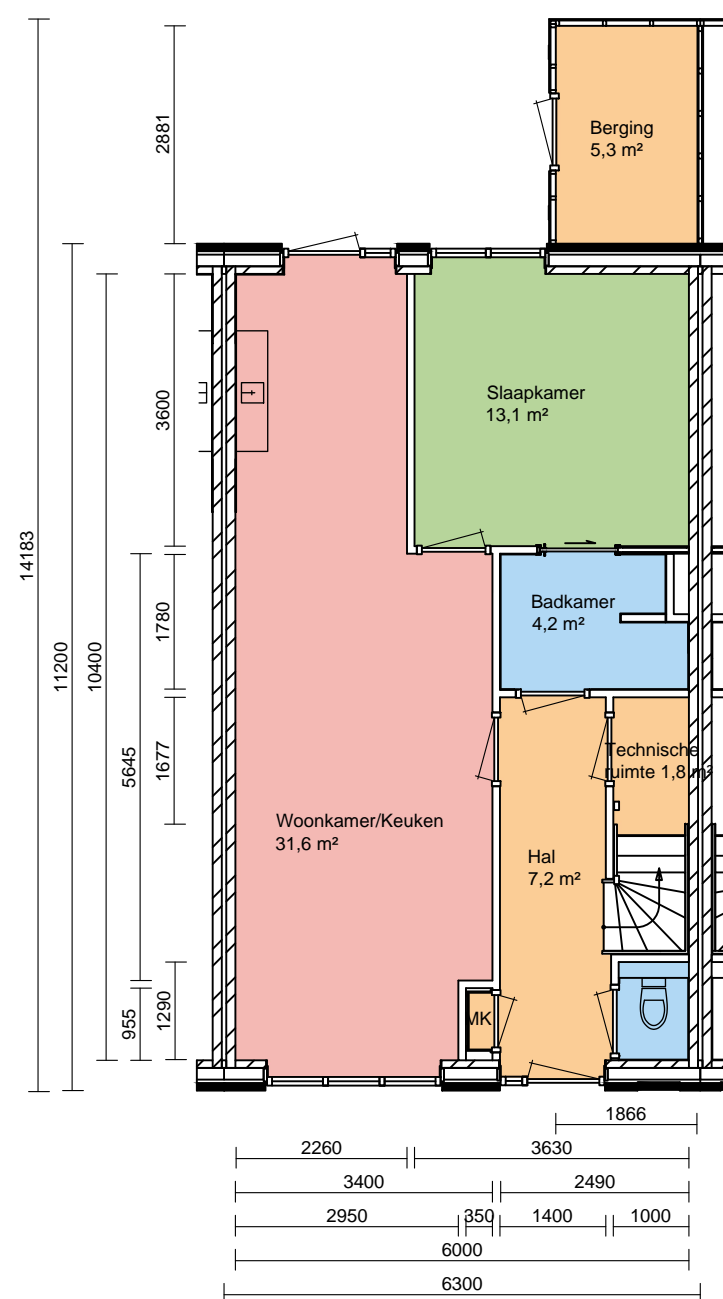 Berging
5,3 m²
2881
Slaapkamer
13,1 m²
3600
14183
11200
10400
Badkamer
4,2 m²
1780
5645
1677
Technische
ruimte 1,8 m²
Woonkamer/Keuken
31,6 m²
Hal
7,2 m²
MK
955
1290
1866
2260
3630
3400
2490
2950
350
1400
1000
6000
6300